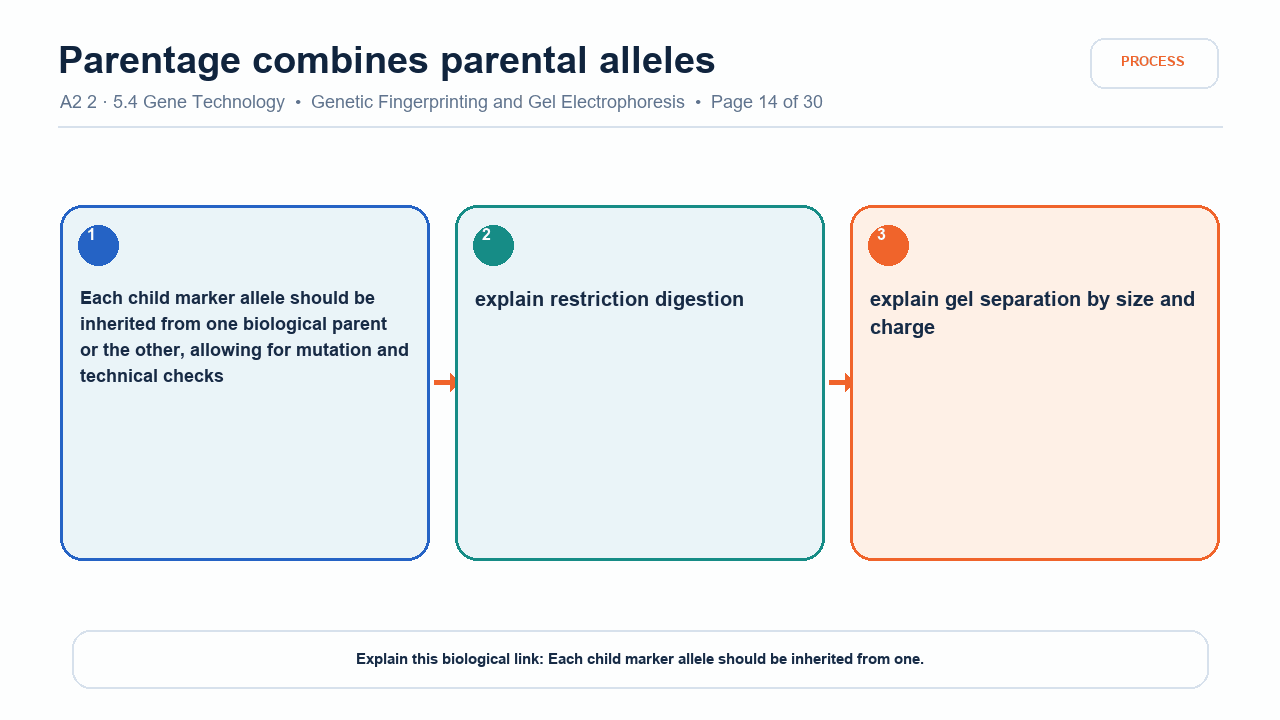 Parentage combines parental alleles
PROCESS
A2 2 · 5.4 Gene Technology • Genetic Fingerprinting and Gel Electrophoresis • Page 14 of 30
1
Each child marker allele should be
inherited from one biological parent
or the other, allowing for mutation and
technical checks
2
explain restriction digestion
3
explain gel separation by size and
charge
Explain this biological link: Each child marker allele should be inherited from one.